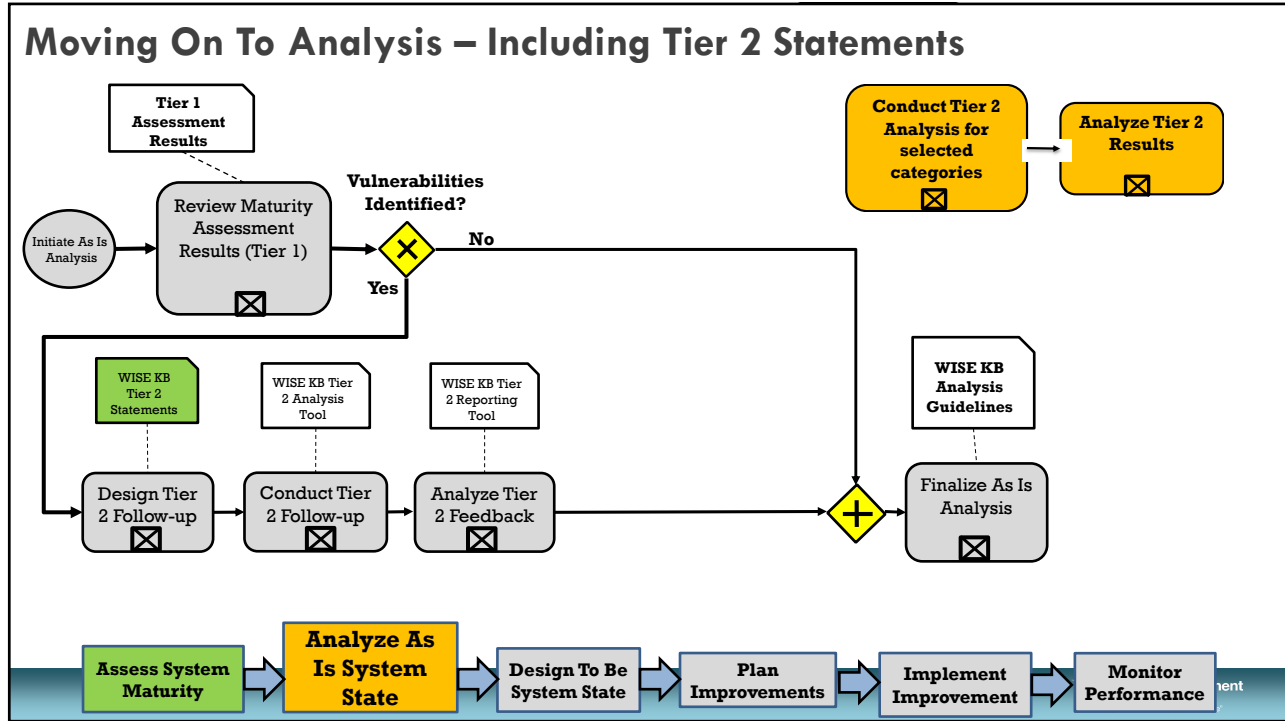 Moving On To Analysis – Including Tier 2 Statements
Tier 1
Assessment
Results
Conduct Tier 2
Analysis for
selected
categories
Analyze Tier 2
Results
Vulnerabilities
Identified?
Review Maturity
Assessment
Results (Tier 1)
Initiate As Is
Analysis
No
Yes
WISE KB
Tier 2
Statements
WISE KB Tier
2 Analysis
Tool
WISE KB Tier
2 Reporting
Tool
WISE KB
Analysis
Guidelines
Design Tier
2 Follow-up
Conduct Tier
2 Follow-up
Analyze Tier
2 Feedback
Finalize As Is
Analysis
Assess System
Maturity
Analyze As
Is System
State
Design To Be
System State
Plan
Improvements
Implement
Improvement
Monitor
Performance